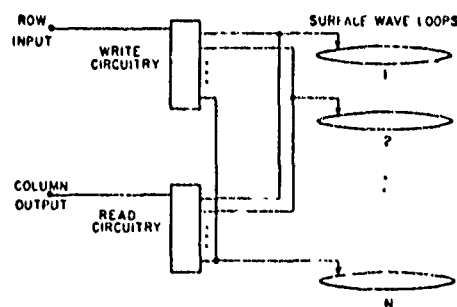 ROW
INPUT
WRITE
CIRCUITRY
SURFACE WAVE LOOPS
1
2
COLUMN
OUTPUT
READ
CIRCUITRY
N